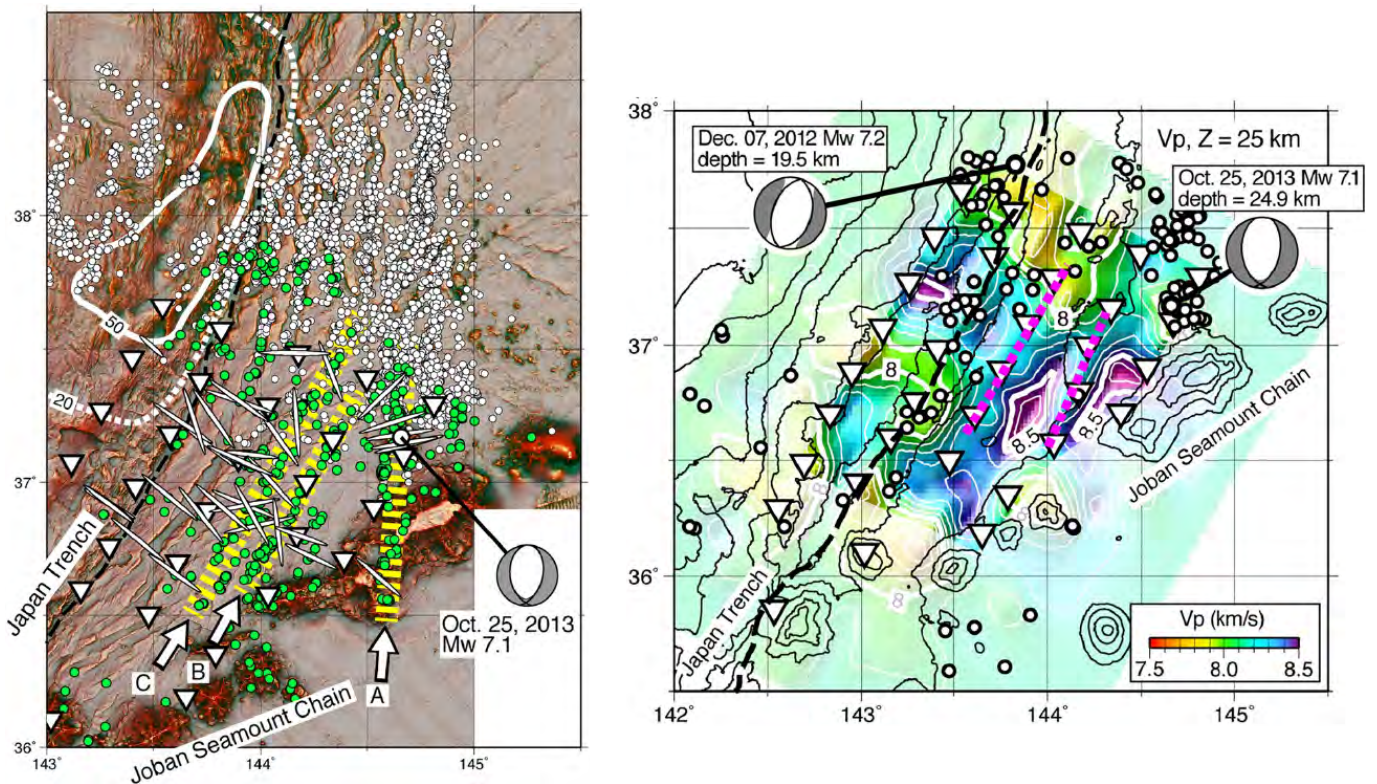 38°
50
37°
20
Japan Trench
C
B
A
Oct. 25, 2013
Mw 7.1
Joban Seamount Chain
36°
143°
144°
145°
38°
Dec. 07, 2012 Mw 7.2
depth = 19.5 km
Vp, Z = 25 km
Oct. 25, 2013 Mw 7.1
depth = 24.9 km
37°
8
8
8.5
8.5
8
8
8
Joban Seamount Chain
36°
Japan Trench
Vp (km/s)
7.5
8.0
8.5
142°
143°
144°
145°